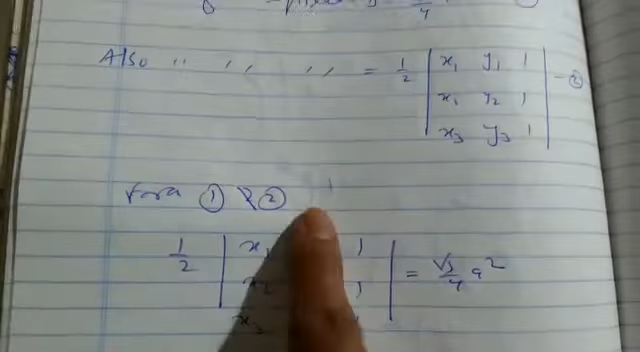 Also " " " = 1/2 | x₁ y₁ 1 | - ②
| x₂ y₂ 1 |
| x₃ y₃ 1 |
from ① & ②
1/2 | x₁ 1 | = √3/4 a²
| x₂ 1 |
| x₃